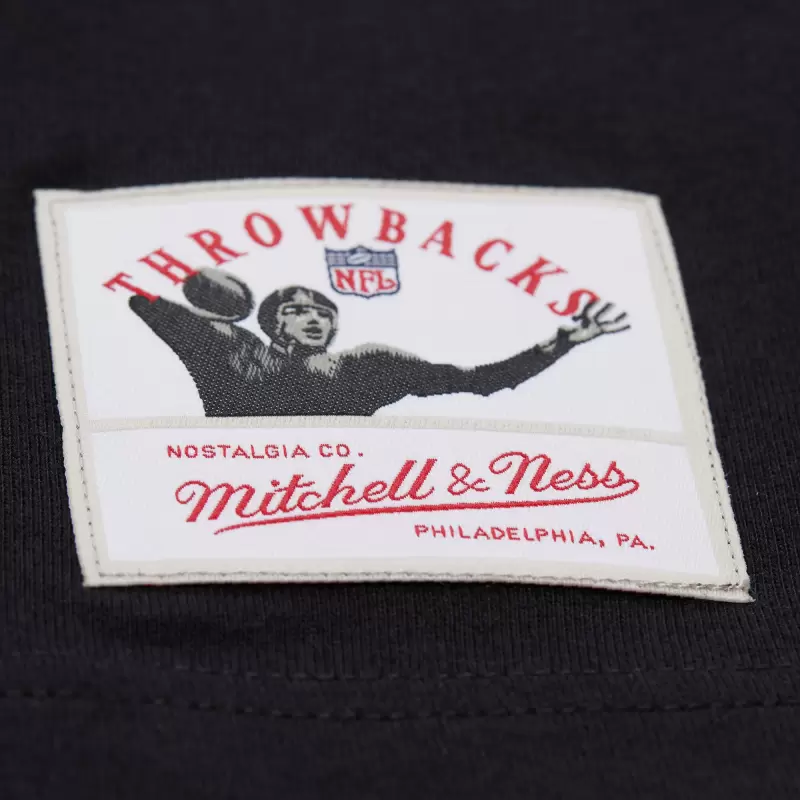 THROWBACKS
NFL
NOSTALGIA CO.
Mitchell & Ness
PHILADELPHIA, PA.